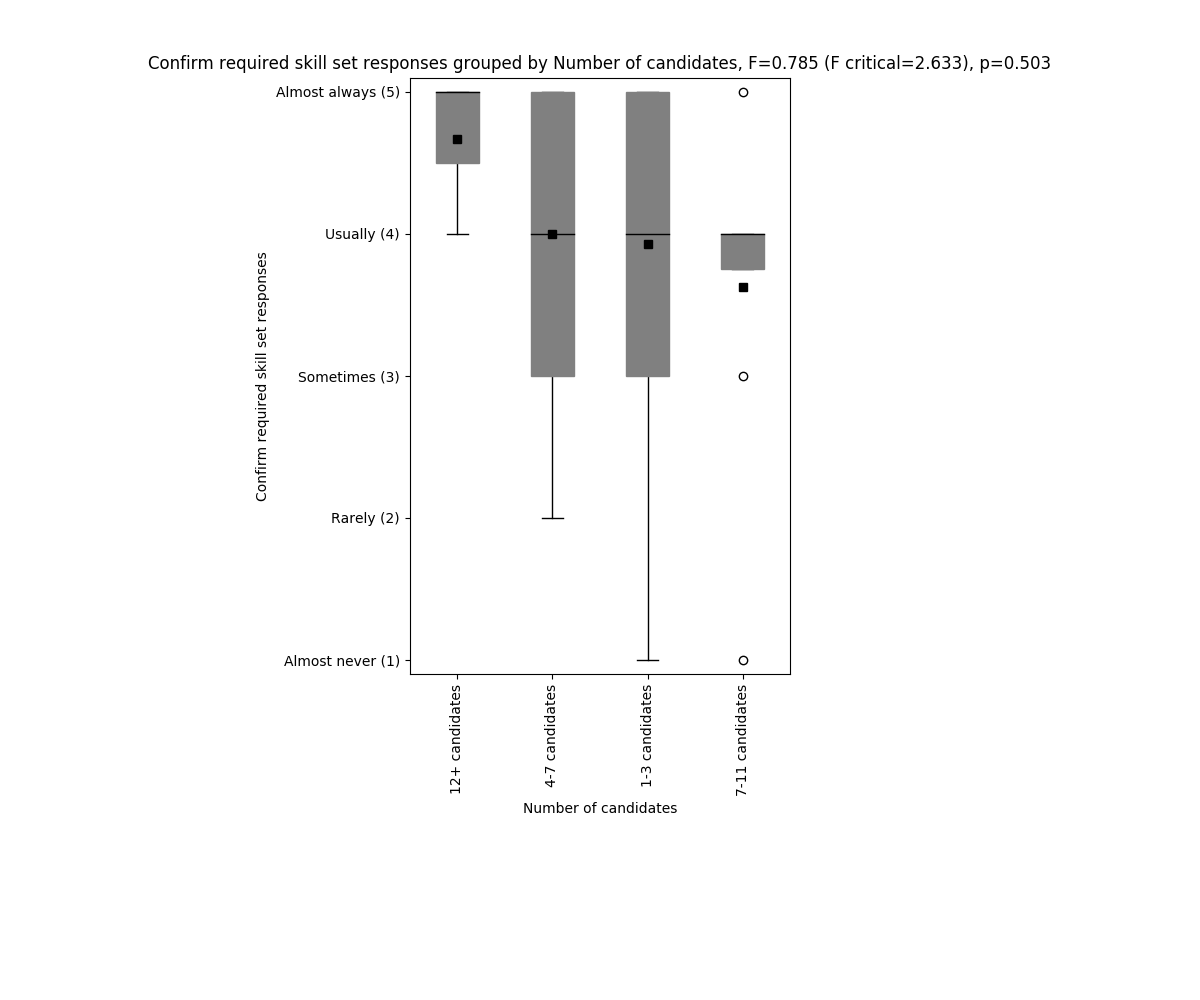 Confirm required skill set responses grouped by Number of candidates, F=0.785 (F critical=2.633), p=0.503
Almost always (5)
Usually (4)
Sometimes (3)
Rarely (2)
Almost never (1)
Confirm required skill set responses
12+ candidates
4-7 candidates
1-3 candidates
7-11 candidates
Number of candidates